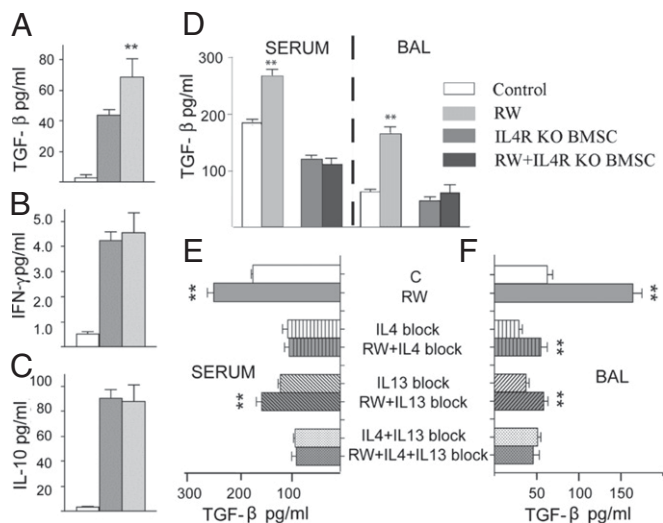 A
TGF- β pg/ml
80
60
40
20
**
B
IFN-γpg/ml
5.0
4.0
3.0
2.0
1.0
C
IL-10 pg/ml
100
80
60
40
20
D
SERUM
BAL
TGF- β pg/ml
300
200
100
**
**
Control
RW
IL4R KO BMSC
RW+IL4R KO BMSC
E
F
C
RW
**
**
IL4 block
RW+IL4 block
**
SERUM
BAL
IL13 block
RW+IL13 block
**
**
IL4+IL13 block
RW+IL4+IL13 block
300
200
100
TGF-β pg/ml
50
100
150
TGF-β pg/ml